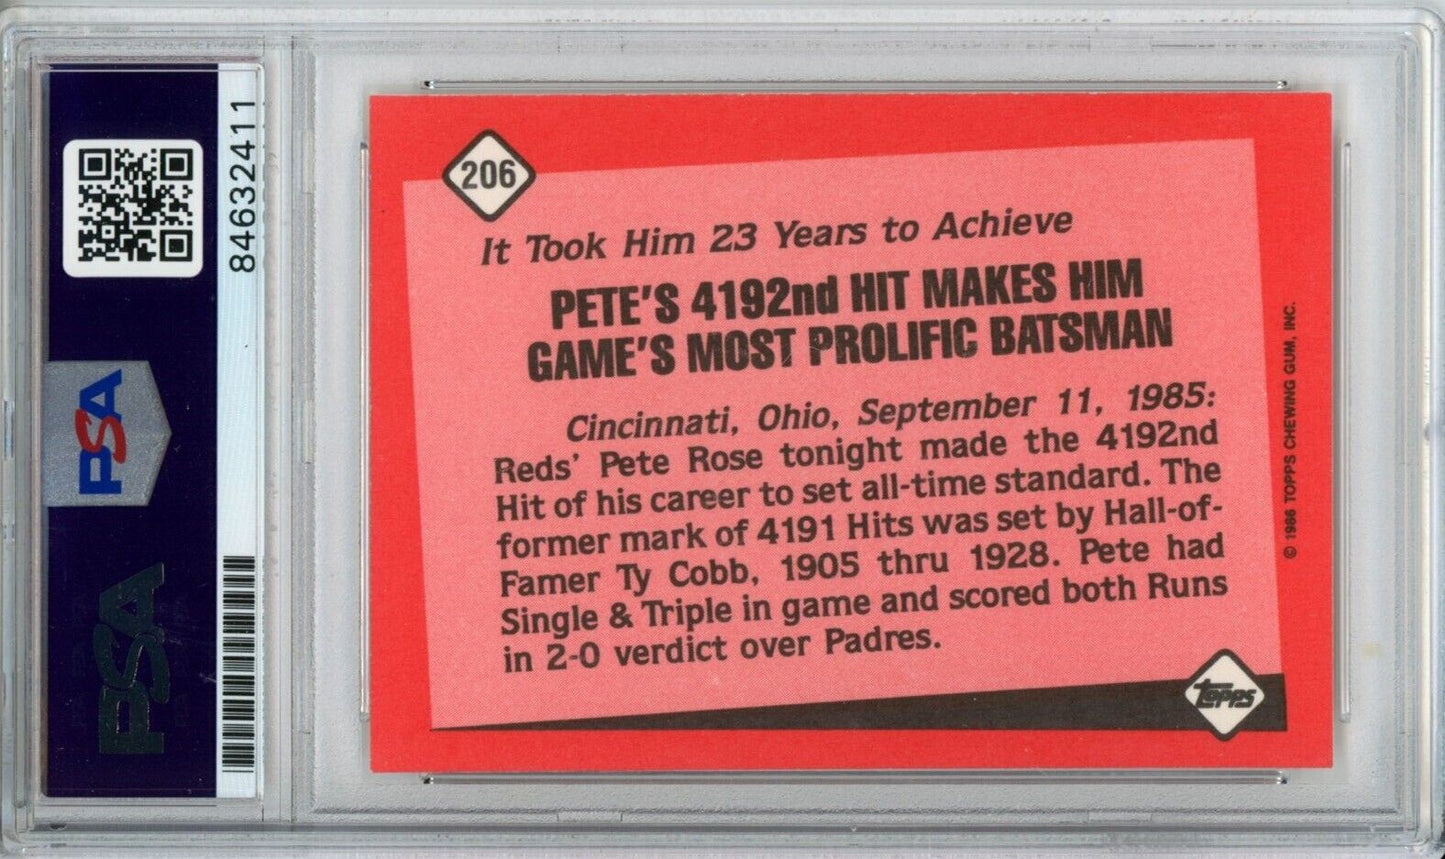 84632411
PSA
PSA
206
It Took Him 23 Years to Achieve
PETE'S 4192nd HIT MAKES HIM
GAME'S MOST PROLIFIC BATSMAN
Cincinnati, Ohio, September 11, 1985:
Reds' Pete Rose tonight made the 4192nd
Hit of his career to set all-time standard. The
former mark of 4191 Hits was set by Hall-of-
Famer Ty Cobb, 1905 thru 1928. Pete had
Single & Triple in game and scored both Runs
in 2-0 verdict over Padres.
topps
© 1986 TOPPS CHEWING GUM, INC.